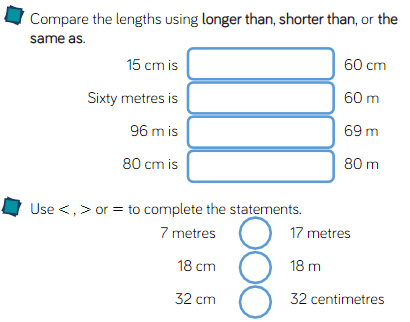 Compare the lengths using longer than, shorter than, or the
same as.
15 cm is 60 cm
Sixty metres is 60 m
96 m is 69 m
80 cm is 80 m
Use <, > or = to complete the statements.
7 metres 17 metres
18 cm 18 m
32 cm 32 centimetres